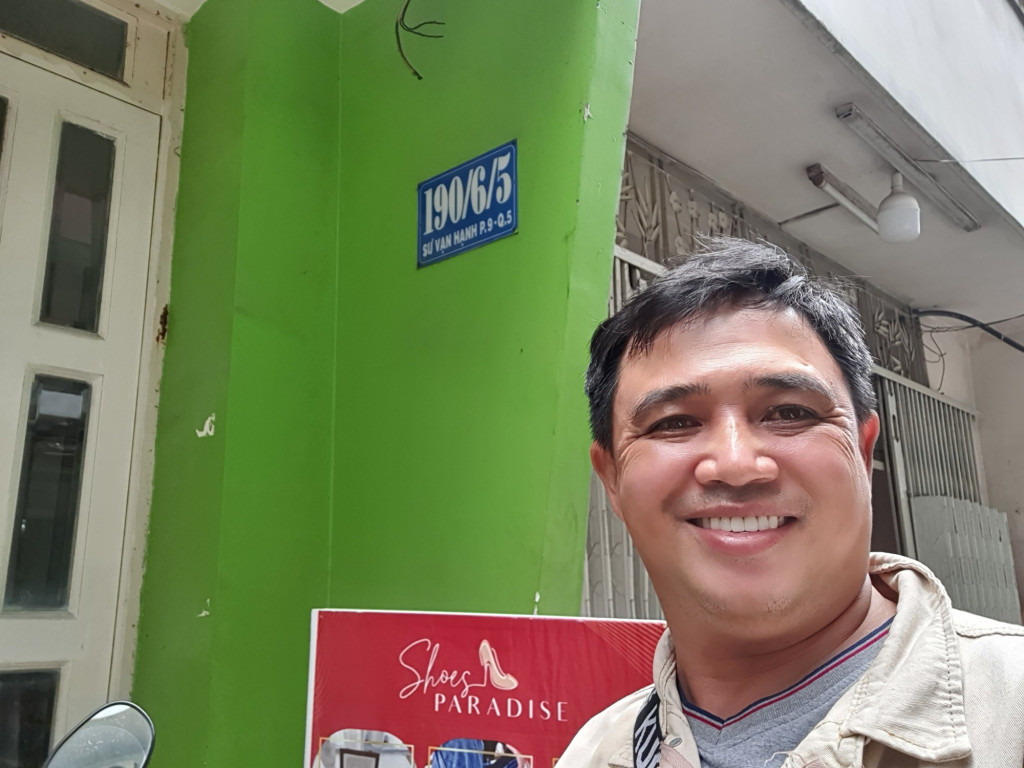 190/6/5
SƯ VẠN HẠNH P.9-Q.5
Shoes
PARADISE